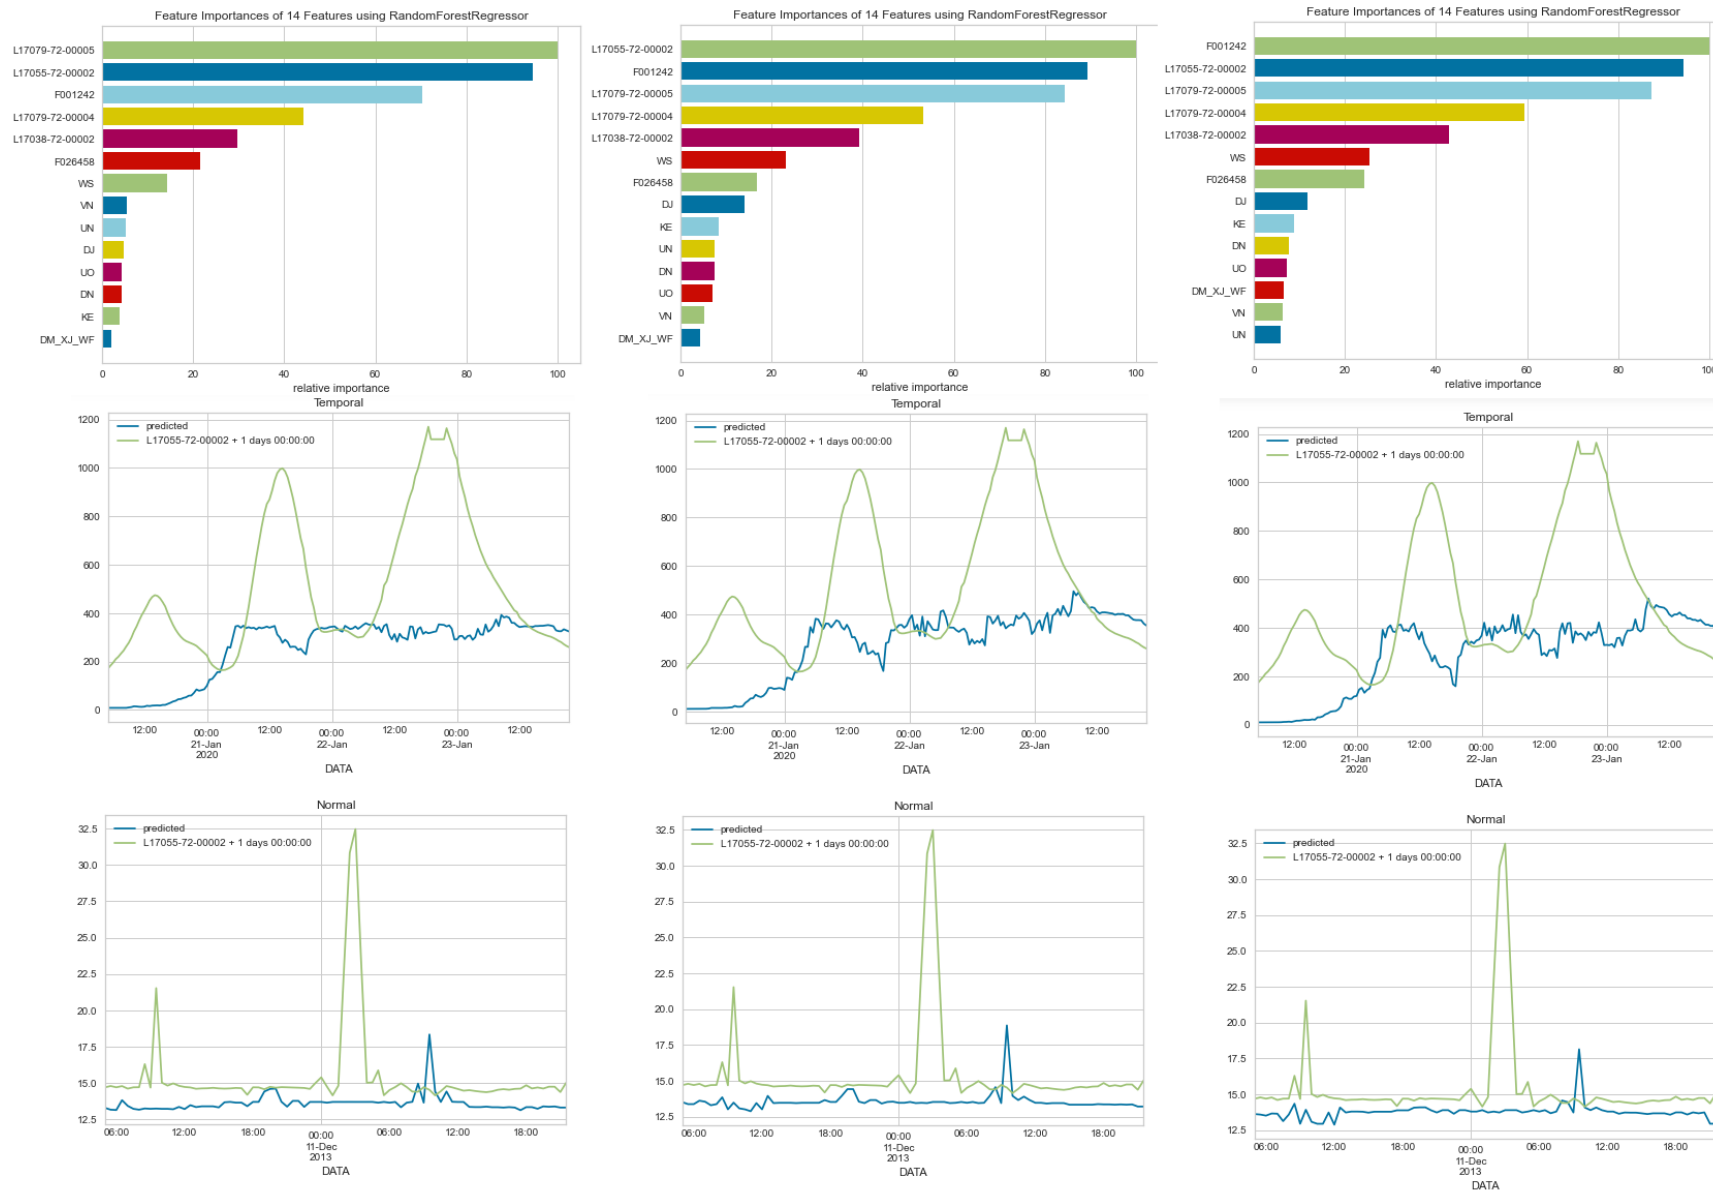 Feature Importances of 14 Features using RandomForestRegressor
L17079-72-00005
L17055-72-00002
F001242
L17079-72-00004
L17038-72-00002
F026458
WS
VN
UN
DJ
UO
DN
KE
DM_XJ_WF
0 20 40 60 80 100
relative importance
Feature Importances of 14 Features using RandomForestRegressor
L17055-72-00002
F001242
L17079-72-00005
L17079-72-00004
L17038-72-00002
WS
F026458
DJ
KE
UN
DN
UO
VN
DM_XJ_WF
0 20 40 60 80 100
relative importance
Feature Importances of 14 Features using RandomForestRegressor
F001242
L17055-72-00002
L17079-72-00005
L17079-72-00004
L17038-72-00002
WS
F026458
DJ
KE
DN
UO
DM_XJ_WF
VN
UN
0 20 40 60 80 100
relative importance
Temporal
predicted
L17055-72-00002 + 1 days 00:00:00
1200
1000
800
600
400
200
0
12:00 00:00 12:00 00:00 12:00 00:00 12:00
21-Jan 22-Jan 23-Jan
2020
DATA
Temporal
predicted
L17055-72-00002 + 1 days 00:00:00
1200
1000
800
600
400
200
0
12:00 00:00 12:00 00:00 12:00 00:00 12:00
21-Jan 22-Jan 23-Jan
2020
DATA
Temporal
predicted
L17055-72-00002 + 1 days 00:00:00
1200
1000
800
600
400
200
0
12:00 00:00 12:00 00:00 12:00 00:00 12:00
21-Jan 22-Jan 23-Jan
2020
DATA
Normal
predicted
L17055-72-00002 + 1 days 00:00:00
32.5
30.0
27.5
25.0
22.5
20.0
17.5
15.0
12.5
06:00 12:00 18:00 00:00 06:00 12:00 18:00
11-Dec
2013
DATA
Normal
predicted
L17055-72-00002 + 1 days 00:00:00
32.5
30.0
27.5
25.0
22.5
20.0
17.5
15.0
12.5
06:00 12:00 18:00 00:00 06:00 12:00 18:00
11-Dec
2013
DATA
Normal
predicted
L17055-72-00002 + 1 days 00:00:00
32.5
30.0
27.5
25.0
22.5
20.0
17.5
15.0
12.5
06:00 12:00 18:00 00:00 06:00 12:00 18:00
11-Dec
2013
DATA